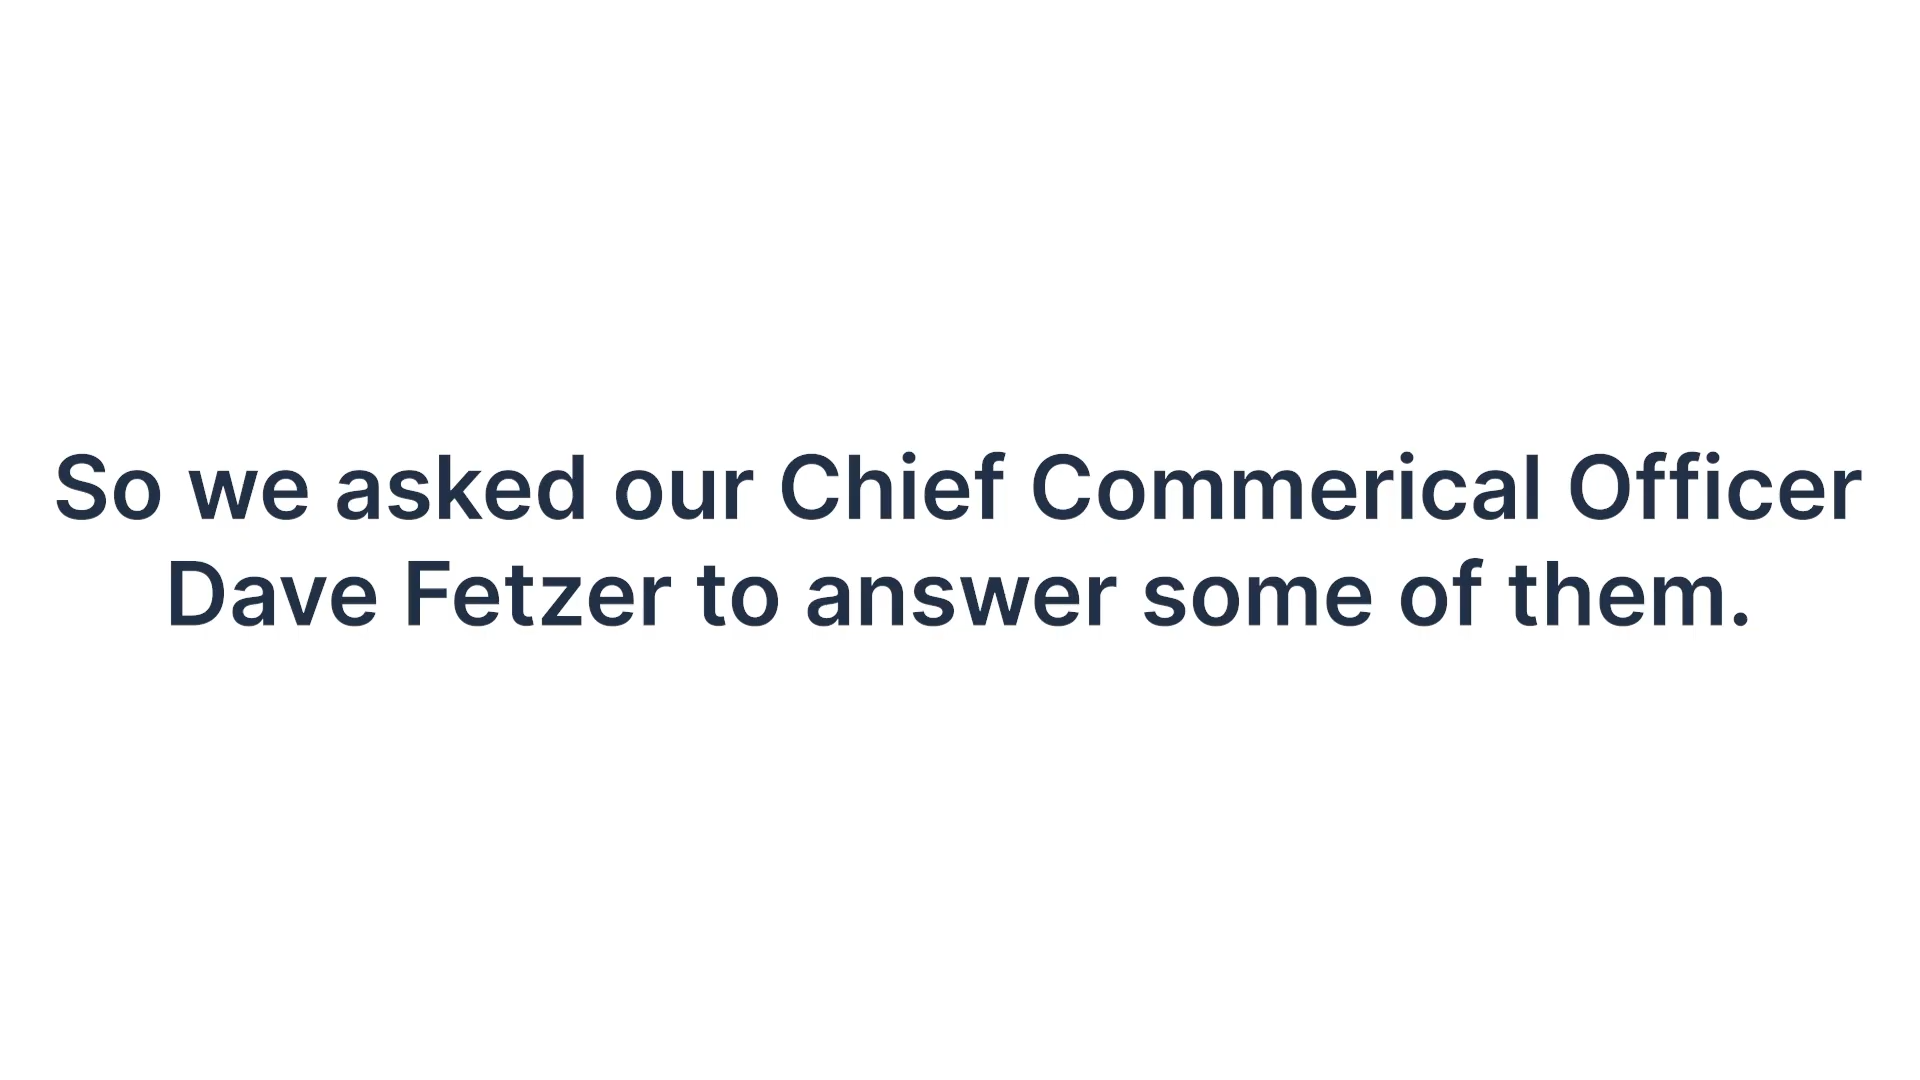 So we asked our Chief Commerical Officer
Dave Fetzer to answer some of them.